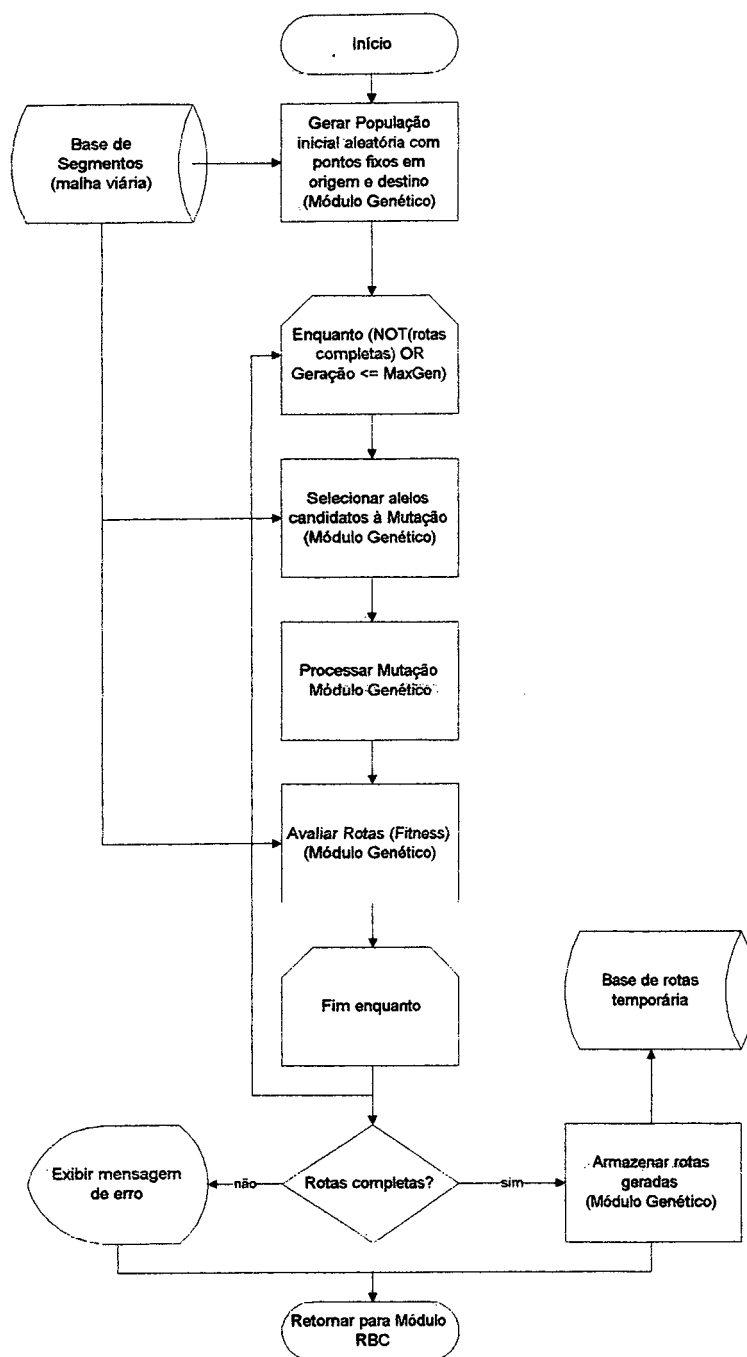 Início
Gerar População
inicial aleatória com
pontos fixos em
origem e destino
(Módulo Genético)
Base de
Segmentos
(malha viária)
Enquanto (NOT(rotas
completas) OR
Geração <= MaxGen)
Selecionar alelos
candidatos à Mutação
(Módulo Genético)
Processar Mutação
Módulo Genético
Avaliar Rotas (Fitness)
(Módulo Genético)
Fim enquanto
Base de rotas
temporária
Exibir mensagem
de erro
não
Rotas completas?
sim
Armazenar rotas
geradas
(Módulo Genético)
Retornar para Módulo
RBC